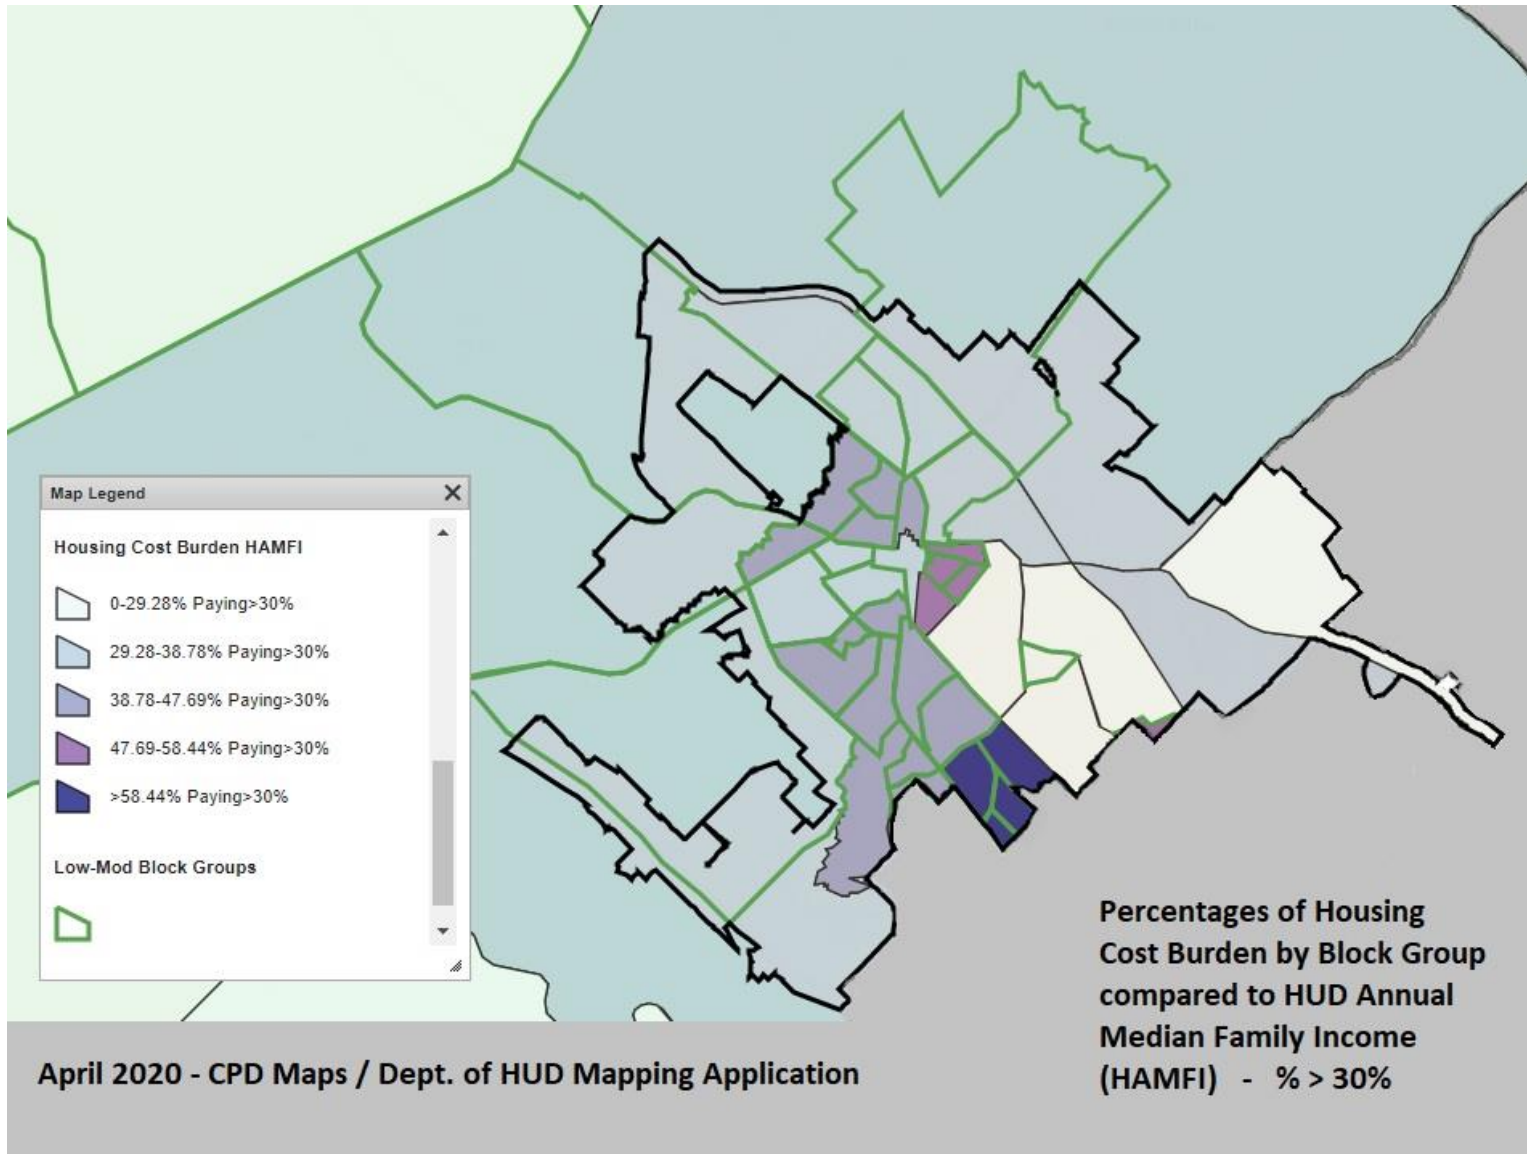 Map Legend
Housing Cost Burden HAMFI
0-29.28% Paying>30%
29.28-38.78% Paying>30%
38.78-47.69% Paying>30%
47.69-58.44% Paying>30%
>58.44% Paying>30%
Low-Mod Block Groups
Percentages of Housing
Cost Burden by Block Group
compared to HUD Annual
Median Family Income
(HAMFI) - % > 30%
April 2020 - CPD Maps / Dept. of HUD Mapping Application